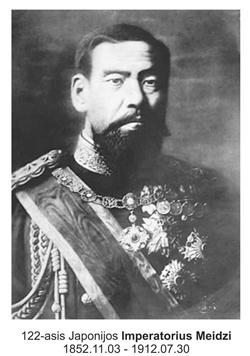 122-asis Japonijos Imperatorius Meidzi
1852.11.03 - 1912.07.30